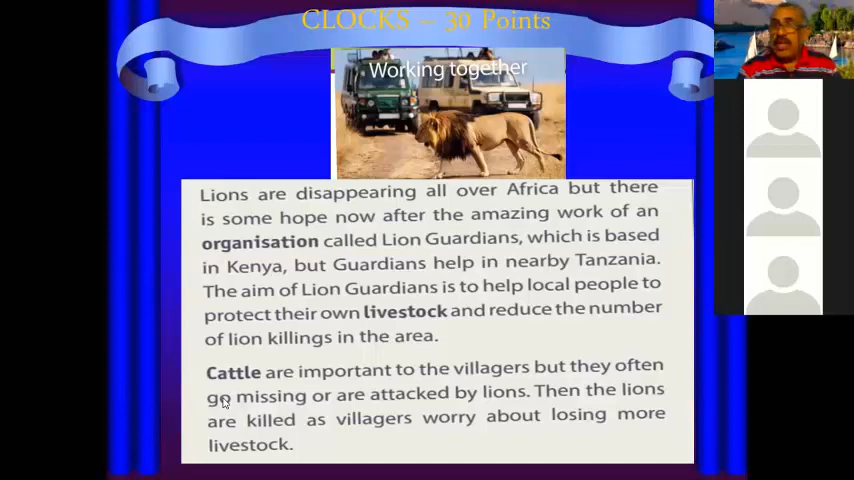 CLOCKS – 30 Points
Working together
Lions are disappearing all over Africa but there
is some hope now after the amazing work of an
organisation called Lion Guardians, which is based
in Kenya, but Guardians help in nearby Tanzania.
The aim of Lion Guardians is to help local people to
protect their own livestock and reduce the number
of lion killings in the area.
Cattle are important to the villagers but they often
go missing or are attacked by lions. Then the lions
are killed as villagers worry about losing more
livestock.